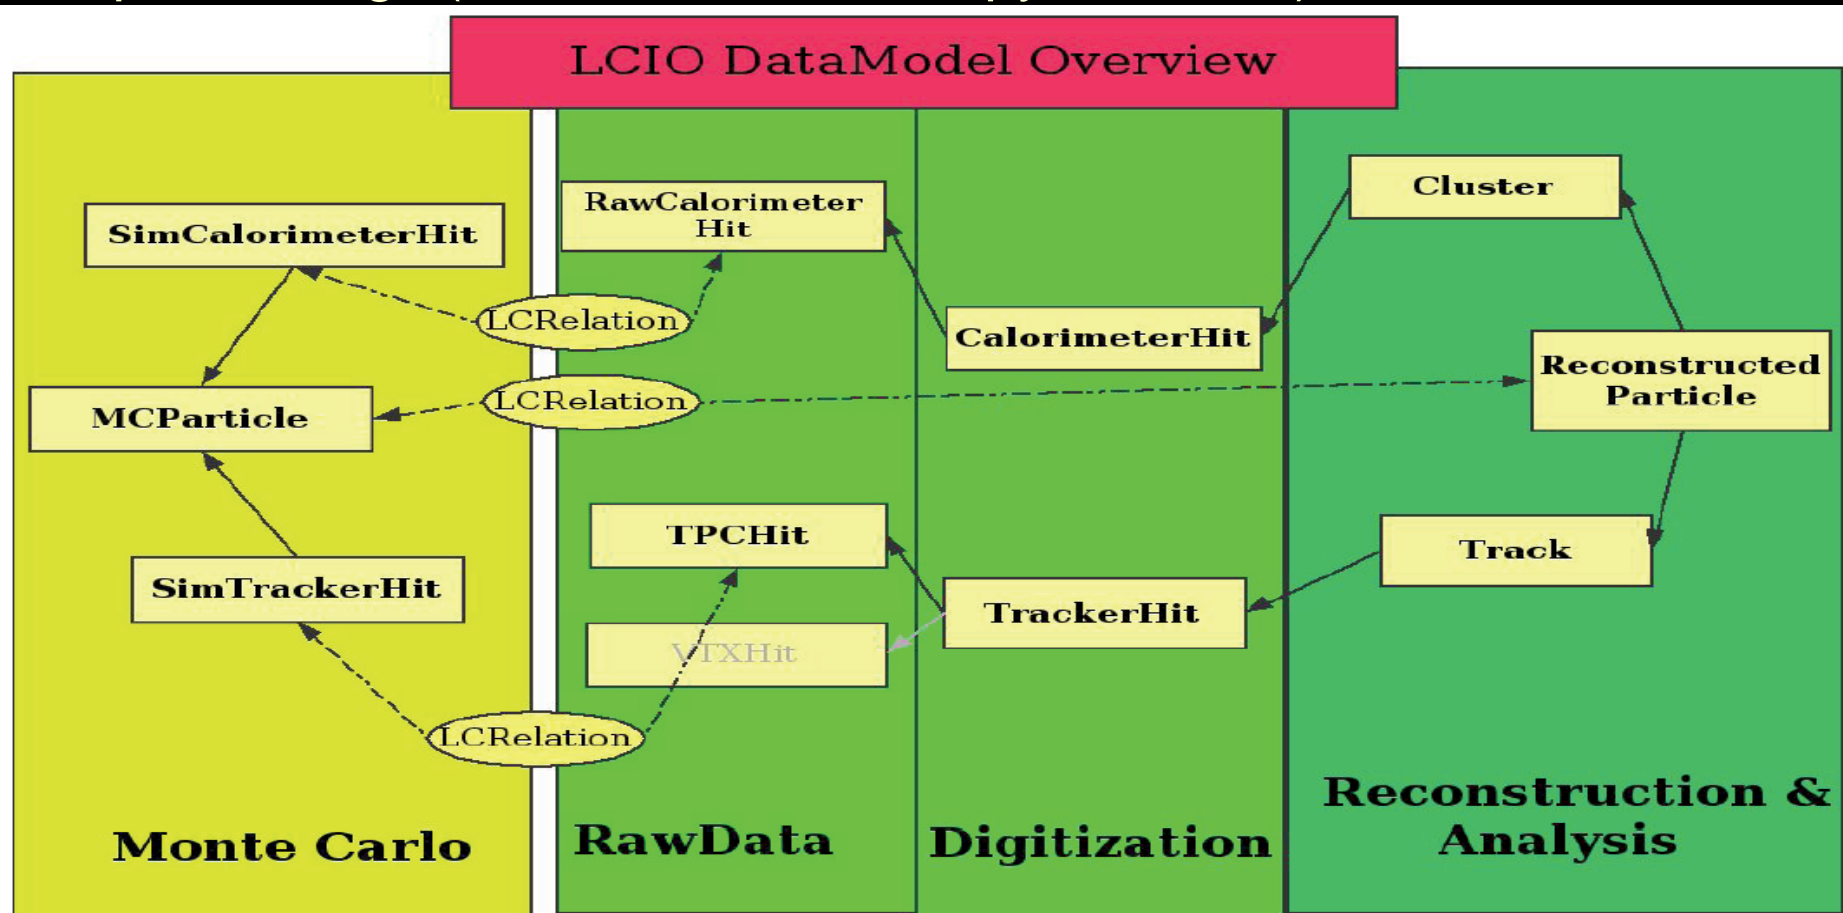 LCIO DataModel Overview
SimCalorimeterHit
MCParticle
SimTrackerHit
Monte Carlo
LCRelation
LCRelation
LCRelation
RawCalorimeter
Hit
TPCHit
VTXHit
RawData
CalorimeterHit
TrackerHit
Digitization
Cluster
Reconstructed
Particle
Track
Reconstruction &
Analysis